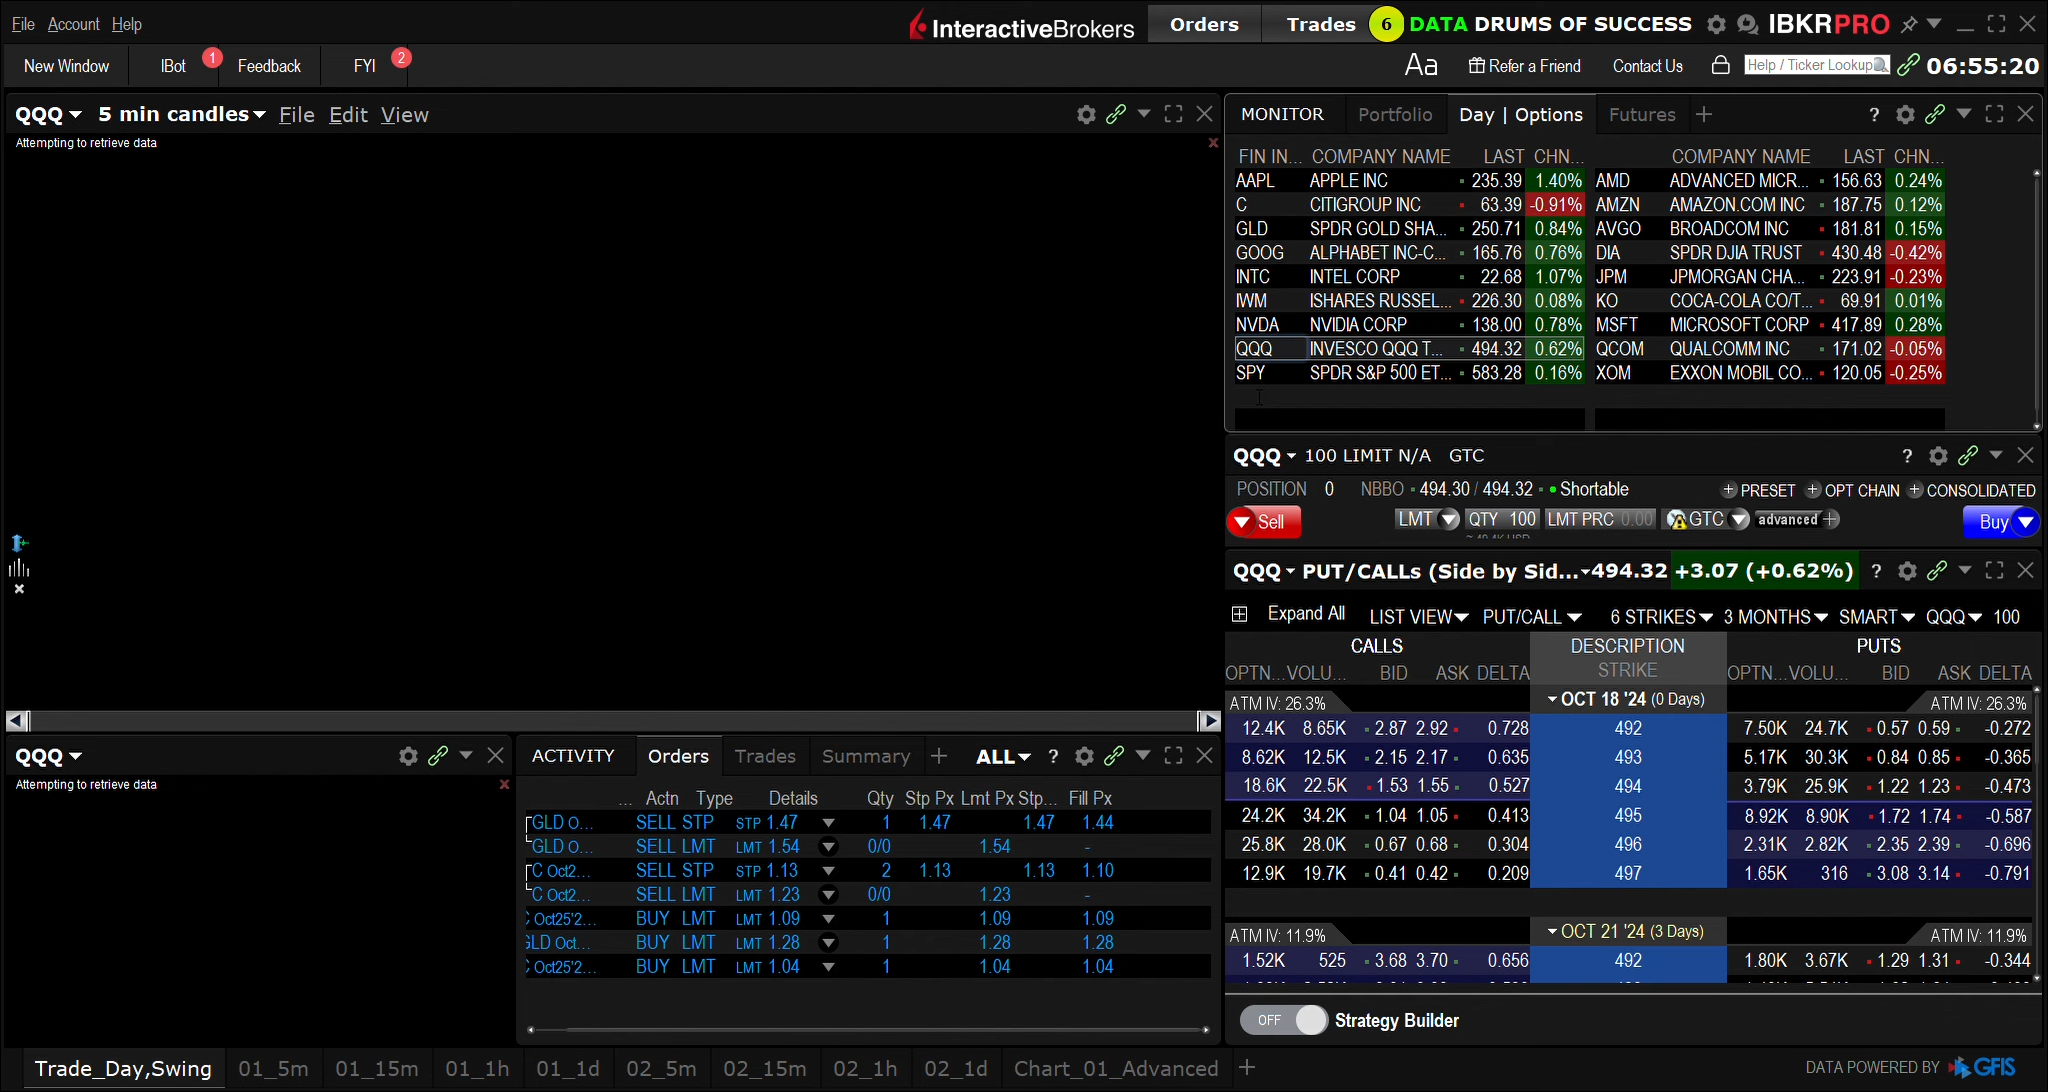 File Account Help
InteractiveBrokers Orders Trades 6 DATA DRUMS OF SUCCESS IBKRPRO
New Window IBot 1 Feedback FYI 2
Aa Refer a Friend Contact Us Help / Ticker Lookup 06:55:20
QQQ 5 min candles File Edit View
Attempting to retrieve data
MONITOR Portfolio Day | Options Futures + ?
FIN IN... COMPANY NAME LAST CHN... COMPANY NAME LAST CHN...
AAPL APPLE INC 235.39 1.40% AMD ADVANCED MICR... 156.63 0.24%
C CITIGROUP INC 63.39 -0.91% AMZN AMAZON.COM INC 187.75 0.12%
GLD SPDR GOLD SHA... 250.71 0.84% AVGO BROADCOM INC 181.81 0.15%
GOOG ALPHABET INC-C... 165.76 0.76% DIA SPDR DJIA TRUST 430.48 -0.42%
INTC INTEL CORP 22.68 1.07% JPM JPMORGAN CHA... 223.91 -0.23%
IWM ISHARES RUSSEL... 226.30 0.08% KO COCA-COLA CO/T... 69.91 0.01%
NVDA NVIDIA CORP 138.00 0.78% MSFT MICROSOFT CORP 417.89 0.28%
QQQ INVESCO QQQ T... 494.32 0.62% QCOM QUALCOMM INC 171.02 -0.05%
SPY SPDR S&P 500 ET... 583.28 0.16% XOM EXXON MOBIL CO... 120.05 -0.25%
QQQ 100 LIMIT N/A GTC ?
POSITION 0 NBBO 494.30 / 494.32 Shortable + PRESET + OPT CHAIN + CONSOLIDATED
Sell LMT QTY 100 LMT PRC 0.00 GTC advanced + Buy
QQQ PUT/CALLs (Side by Sid... 494.32 +3.07 (+0.62%) ?
Expand All LIST VIEW PUT/CALL 6 STRIKES 3 MONTHS SMART QQQ 100
CALLS DESCRIPTION PUTS
OPTN... VOLU... BID ASK DELTA STRIKE OPTN... VOLU... BID ASK DELTA
ATM IV: 26.3% OCT 18 '24 (0 Days) ATM IV: 26.3%
12.4K 8.65K 2.87 2.92 0.728 492 7.50K 24.7K 0.57 0.59 -0.272
8.62K 12.5K 2.15 2.17 0.635 493 5.17K 30.3K 0.84 0.85 -0.365
18.6K 22.5K 1.53 1.55 0.527 494 3.79K 25.9K 1.22 1.23 -0.473
24.2K 34.2K 1.04 1.05 0.413 495 8.92K 8.90K 1.72 1.74 -0.587
25.8K 28.0K 0.67 0.68 0.304 496 2.31K 2.82K 2.35 2.39 -0.696
12.9K 19.7K 0.41 0.42 0.209 497 1.65K 316 3.08 3.14 -0.791
ATM IV: 11.9% OCT 21 '24 (3 Days) ATM IV: 11.9%
1.52K 525 3.68 3.70 0.656 492 1.80K 3.67K 1.29 1.31 -0.344
OFF Strategy Builder
QQQ
Attempting to retrieve data
ACTIVITY Orders Trades Summary + ALL ?
... Actn Type Details Qty Stp Px Lmt Px Stp... Fill Px
GLD O... SELL STP STP 1.47 1 1.47 1.47 1.44
GLD O... SELL LMT LMT 1.54 0/0 1.54 -
C Oct2... SELL STP STP 1.13 2 1.13 1.13 1.10
C Oct2... SELL LMT LMT 1.23 0/0 1.23 -
C Oct25'2... BUY LMT LMT 1.09 1 1.09 1.09
GLD Oct... BUY LMT LMT 1.28 1 1.28 1.28
C Oct25'2... BUY LMT LMT 1.04 1 1.04 1.04
Trade_Day,Swing 01_5m 01_15m 01_1h 01_1d 02_5m 02_15m 02_1h 02_1d Chart_01_Advanced + DATA POWERED BY GFIS